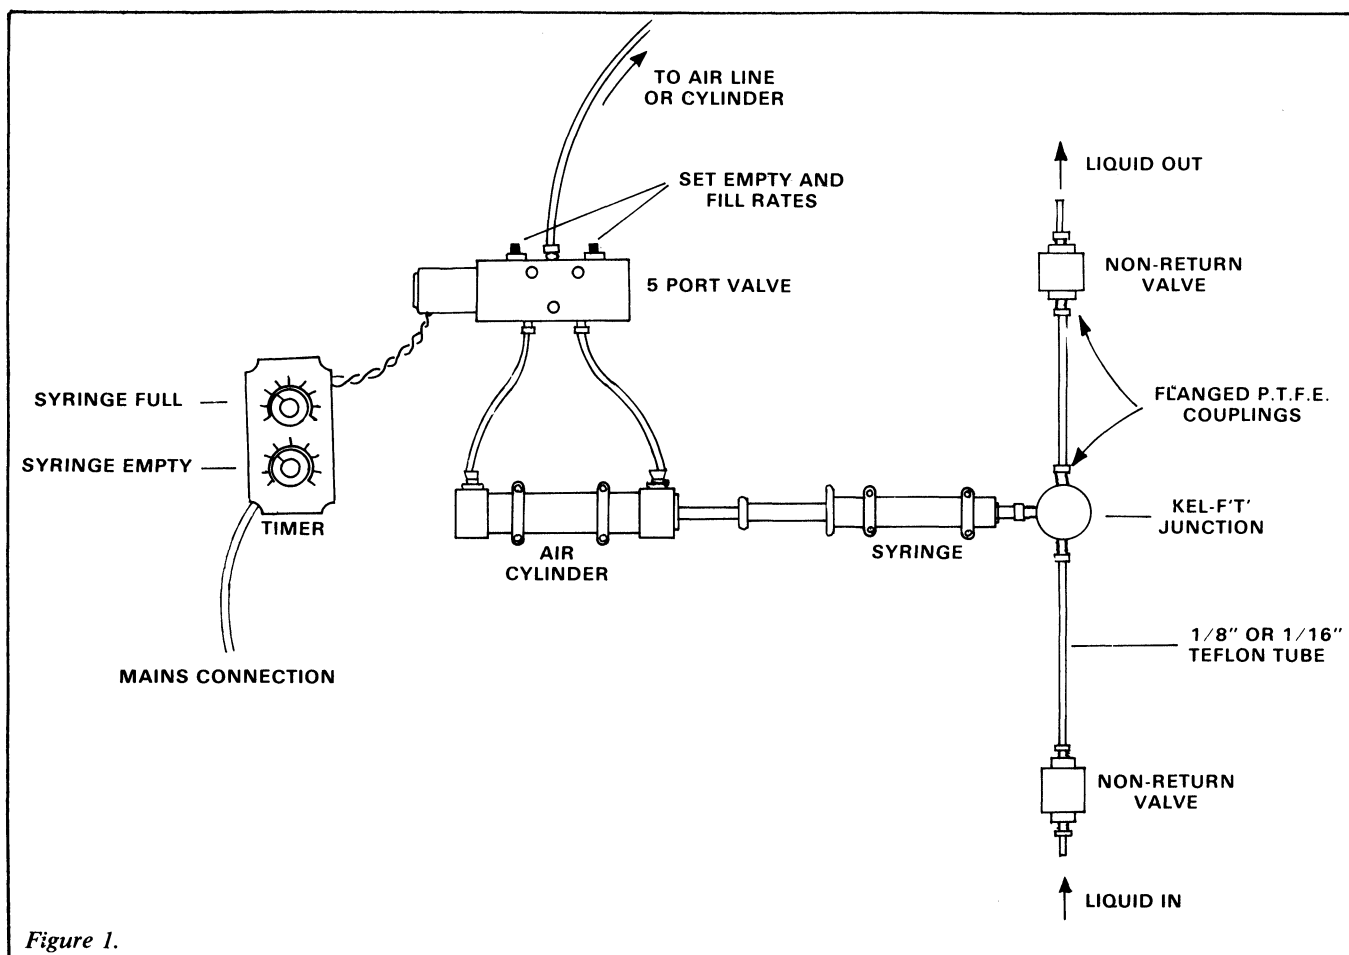 TO AIR LINE
OR CYLINDER
SET EMPTY AND
FILL RATES
5 PORT VALVE
LIQUID OUT
NON-RETURN
VALVE
FLANGED P.T.F.E.
COUPLINGS
SYRINGE FULL
SYRINGE EMPTY
TIMER
AIR
CYLINDER
SYRINGE
KEL-F'T'
JUNCTION
1/8" OR 1/16"
TEFLON TUBE
MAINS CONNECTION
NON-RETURN
VALVE
LIQUID IN
Figure 1.